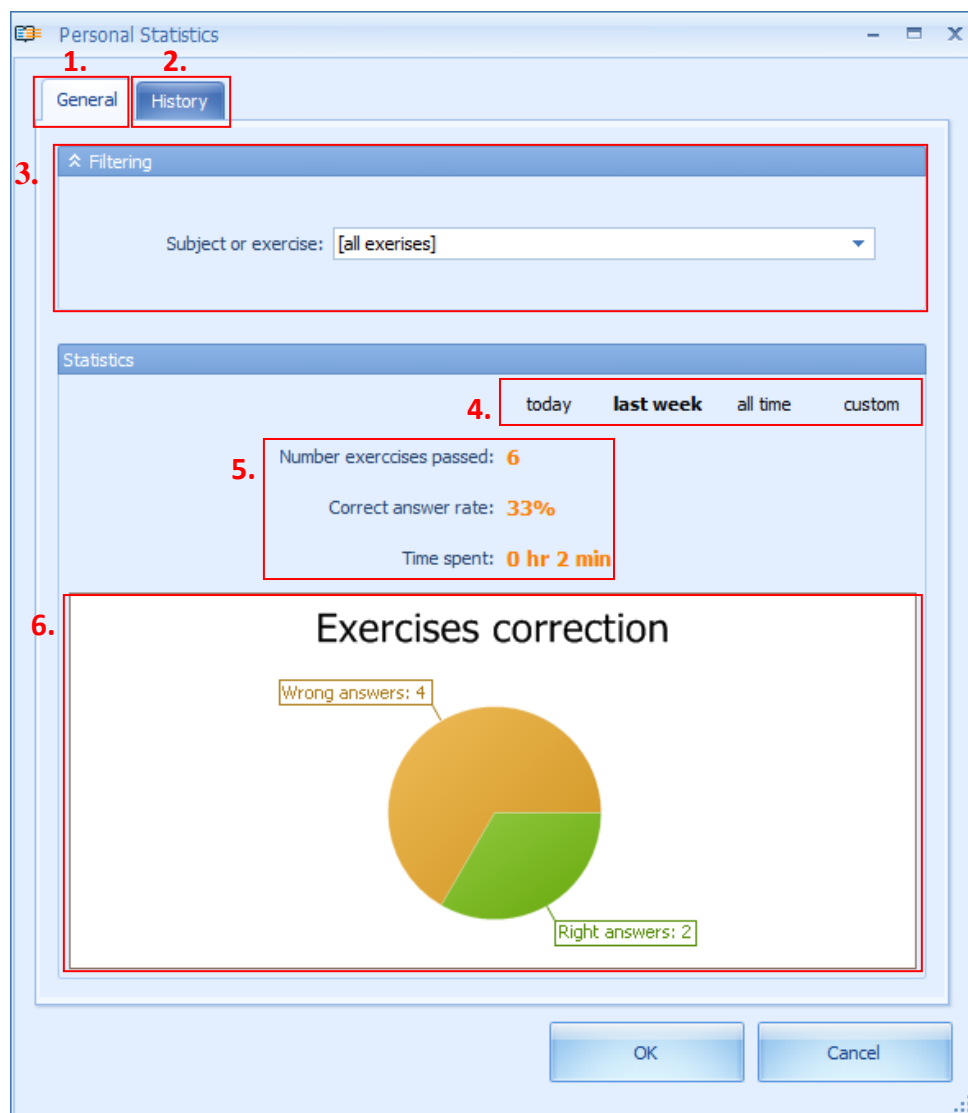 Personal Statistics
1. 2.
General History
3. Filtering
Subject or exercise: [all exerises]
Statistics
4. today last week all time custom
5. Number exerccises passed: 6
Correct answer rate: 33%
Time spent: 0 hr 2 min
6. Exercises correction
Wrong answers: 4
Right answers: 2
OK Cancel